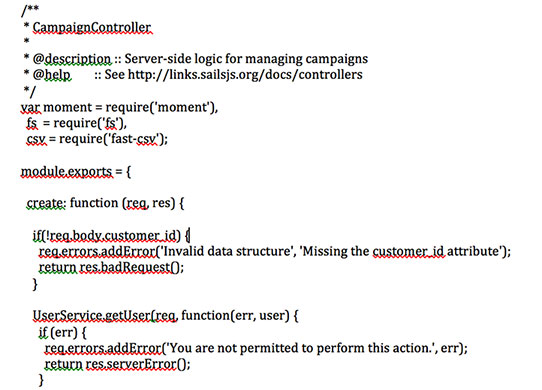 /**
* CampaignController
*
* @description :: Server-side logic for managing campaigns
* @help :: See http://links.sailsjs.org/docs/controllers
*/
var moment = require('moment'),
fs = require('fs'),
csv = require('fast-csv');
module.exports = {
create: function (req, res) {
if(!req.body.customer_id) {
req.errors.addError('Invalid data structure', 'Missing the customer_id attribute');
return res.badRequest();
}
UserService.getUser(req, function(err, user) {
if (err) {
req.errors.addError('You are not permitted to perform this action.', err);
return res.serverError();
}